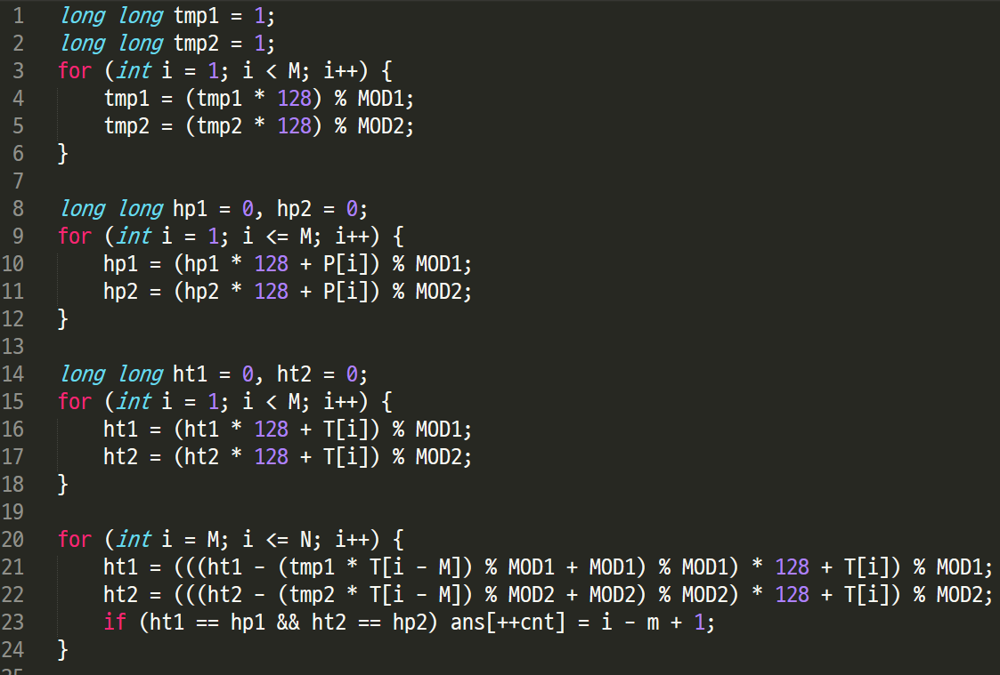 1 long long tmp1 = 1;
2 long long tmp2 = 1;
3 for (int i = 1; i < M; i++) {
4     tmp1 = (tmp1 * 128) % MOD1;
5     tmp2 = (tmp2 * 128) % MOD2;
6 }
7
8 long long hp1 = 0, hp2 = 0;
9 for (int i = 1; i <= M; i++) {
10     hp1 = (hp1 * 128 + P[i]) % MOD1;
11     hp2 = (hp2 * 128 + P[i]) % MOD2;
12 }
13
14 long long ht1 = 0, ht2 = 0;
15 for (int i = 1; i < M; i++) {
16     ht1 = (ht1 * 128 + T[i]) % MOD1;
17     ht2 = (ht2 * 128 + T[i]) % MOD2;
18 }
19
20 for (int i = M; i <= N; i++) {
21     ht1 = (((ht1 - (tmp1 * T[i - M]) % MOD1 + MOD1) % MOD1) * 128 + T[i]) % MOD1;
22     ht2 = (((ht2 - (tmp2 * T[i - M]) % MOD2 + MOD2) % MOD2) * 128 + T[i]) % MOD2;
23     if (ht1 == hp1 && ht2 == hp2) ans[++cnt] = i - m + 1;
24 }